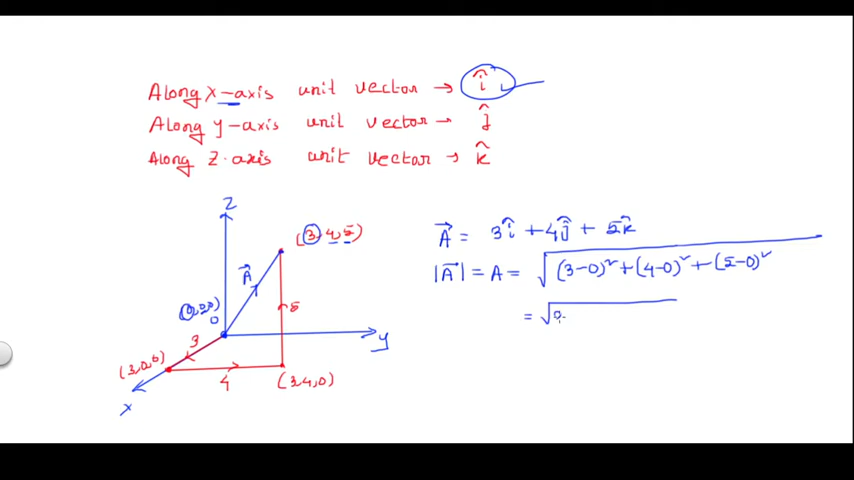 Along x-axis unit vector → î
Along y-axis unit vector → ĵ
Along z-axis unit vector → k̂
z
(3,4,5)
A⃗
5
(0,0,0)
0
y
3
(3,0,0)
4
(3,4,0)
x
A⃗ = 3î + 4ĵ + 5k̂
|A⃗| = A = √(3-0)² + (4-0)² + (5-0)²
= √